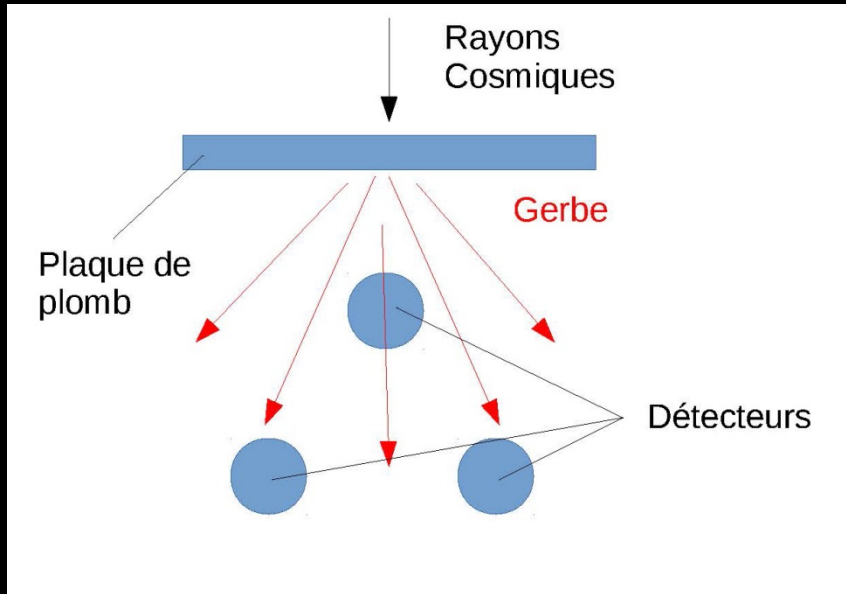 Rayons
Cosmiques
Gerbe
Plaque de
plomb
Détecteurs